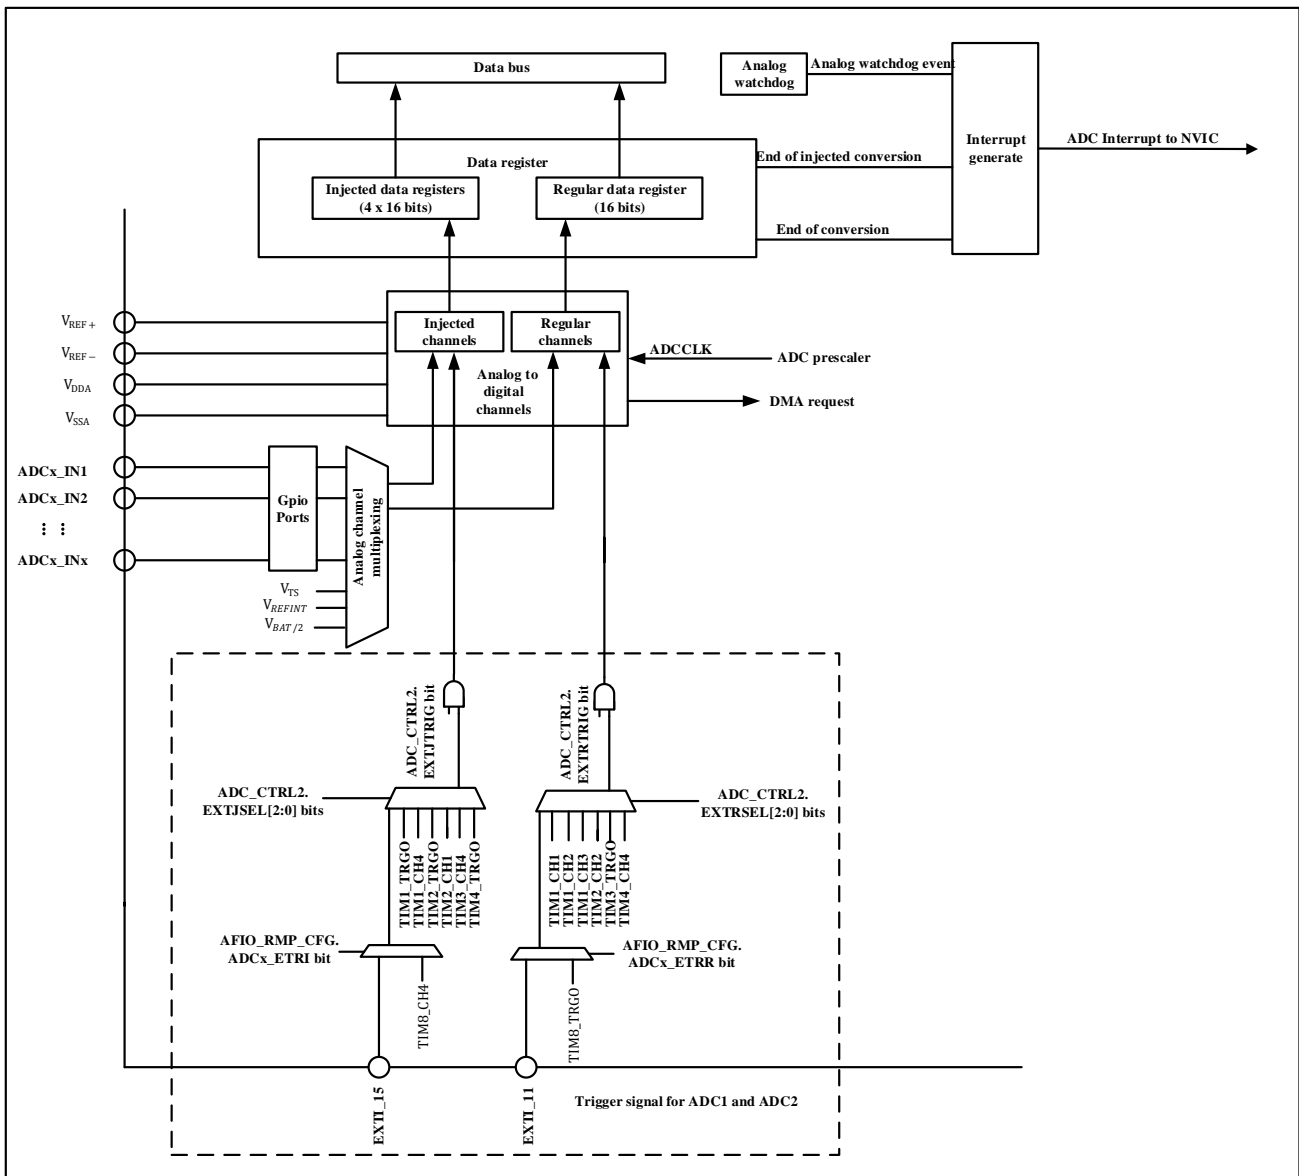 Data bus
Analog
watchdog
Analog watchdog event
Interrupt
generate
ADC Interrupt to NVIC
Data register
End of injected conversion
Injected data registers
(4 x 16 bits)
Regular data register
(16 bits)
End of conversion
VREF+
VREF−
VDDA
VSSA
Injected
channels
Regular
channels
Analog to
digital
channels
ADCCLK
ADC prescaler
DMA request
ADCx_IN1
ADCx_IN2
⋮ ⋮
ADCx_INx
Gpio
Ports
Analog channel
multiplexing
VTS
VREFINT
VBAT/2
ADC_CTRL2.
EXTJTRIG bit
ADC_CTRL2.
EXTRTRIG bit
ADC_CTRL2.
EXTJSEL[2:0] bits
ADC_CTRL2.
EXTRSEL[2:0] bits
TIM1_TRGO
TIM1_CH4
TIM2_TRGO
TIM2_CH1
TIM3_CH4
TIM4_TRGO
TIM1_CH1
TIM1_CH2
TIM1_CH3
TIM2_CH2
TIM3_TRGO
TIM4_CH4
AFIO_RMP_CFG.
ADCx_ETRI bit
AFIO_RMP_CFG.
ADCx_ETRR bit
TIM8_CH4
TIM8_TRGO
EXTI_15
EXTI_11
Trigger signal for ADC1 and ADC2